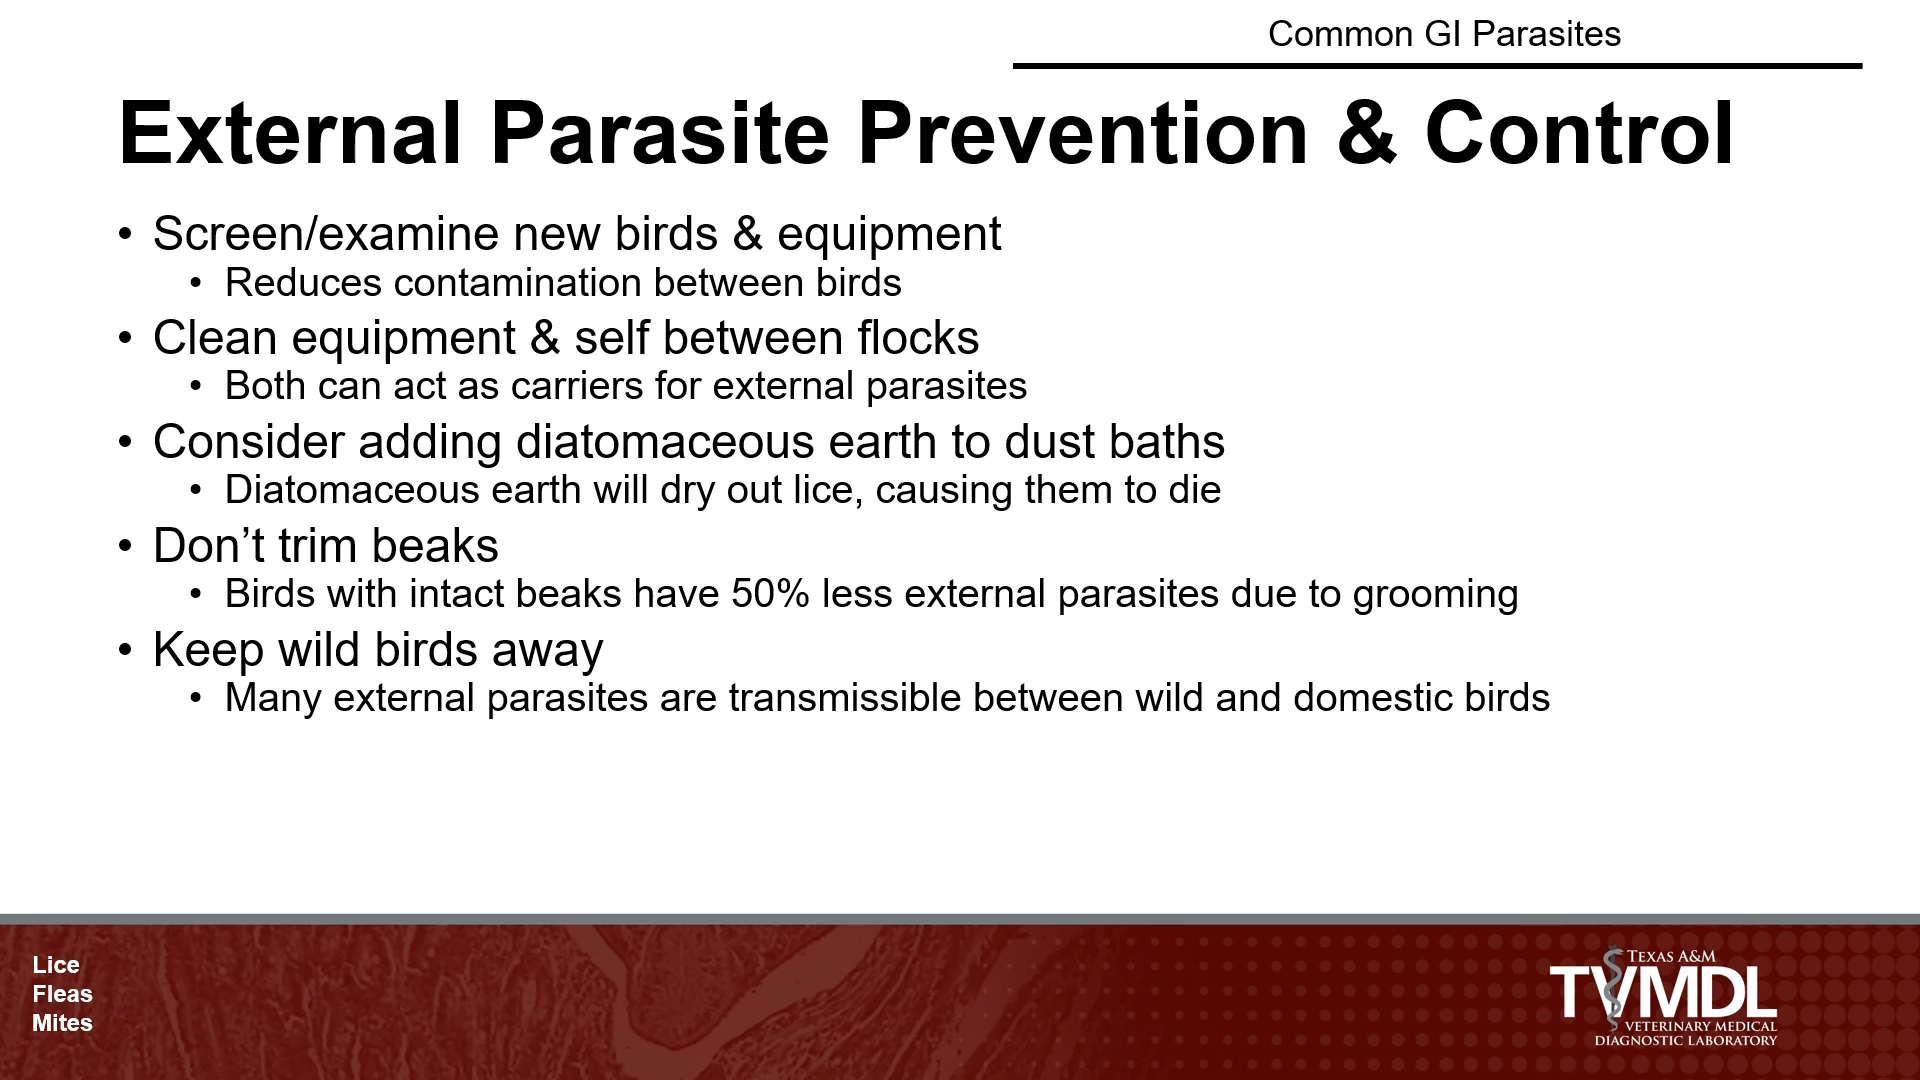 Common GI Parasites
External Parasite Prevention & Control
• Screen/examine new birds & equipment
• Reduces contamination between birds
• Clean equipment & self between flocks
• Both can act as carriers for external parasites
• Consider adding diatomaceous earth to dust baths
• Diatomaceous earth will dry out lice, causing them to die
• Don’t trim beaks
• Birds with intact beaks have 50% less external parasites due to grooming
• Keep wild birds away
• Many external parasites are transmissible between wild and domestic birds
Lice
Fleas
Mites
TEXAS A&M
TVMDL
VETERINARY MEDICAL
DIAGNOSTIC LABORATORY